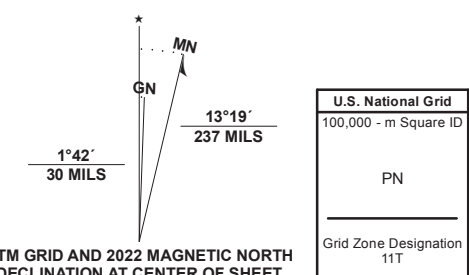 ★
MN
GN
1°42´
30 MILS
13°19´
237 MILS
TM GRID AND 2022 MAGNETIC NORTH
DECLINATION AT CENTER OF SHEET
U.S. National Grid
100,000 - m Square ID
PN
Grid Zone Designation
11T